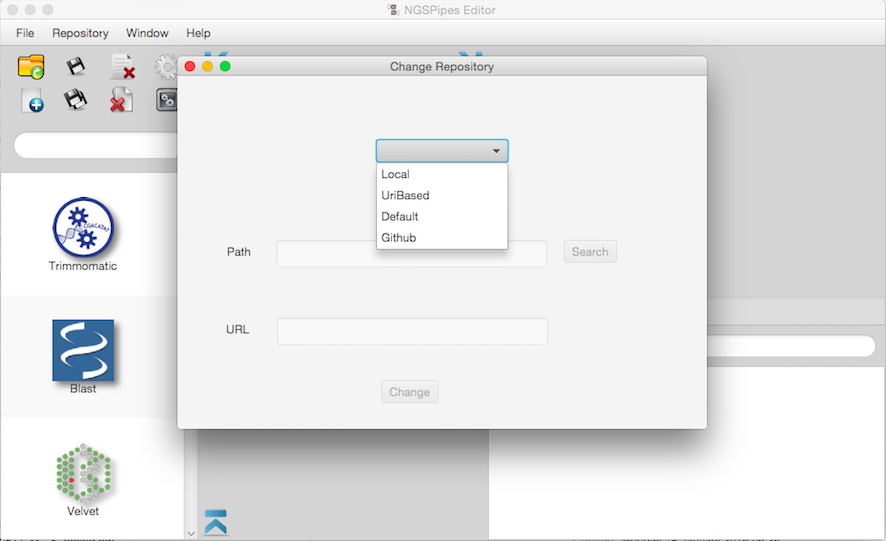 NGSPipes Editor
File Repository Window Help
Change Repository
Local
UriBased
Default
Github
Path
Search
URL
Change
Trimmomatic
Blast
Velvet